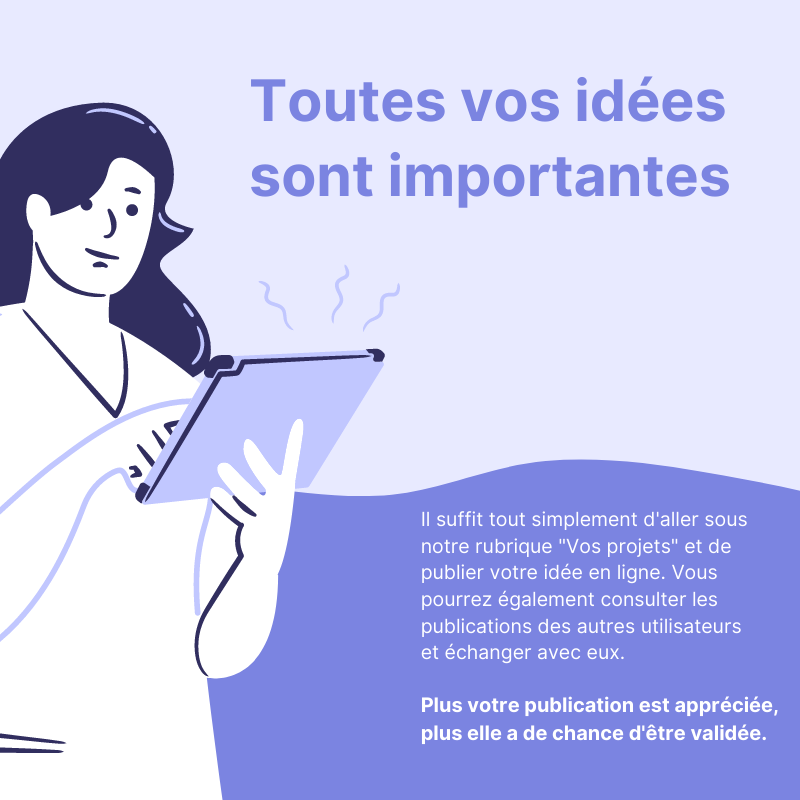 Toutes vos idées
sont importantes
Il suffit tout simplement d'aller sous
notre rubrique "Vos projets" et de
publier votre idée en ligne. Vous
pourrez également consulter les
publications des autres utilisateurs
et échanger avec eux.
Plus votre publication est appréciée,
plus elle a de chance d'être validée.